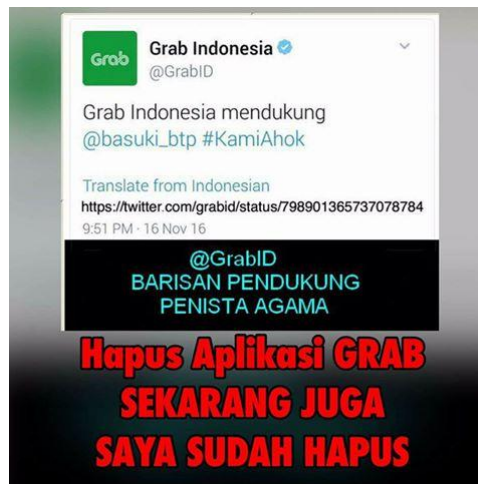 Grab
Grab Indonesia
@GrabID
Grab Indonesia mendukung
@basuki_btp #KamiAhok
Translate from Indonesian
https://twitter.com/grabid/status/798901365737078784
9:51 PM · 16 Nov 16
@GrabID
BARISAN PENDUKUNG
PENISTA AGAMA
Hapus Aplikasi GRAB
SEKARANG JUGA
SAYA SUDAH HAPUS